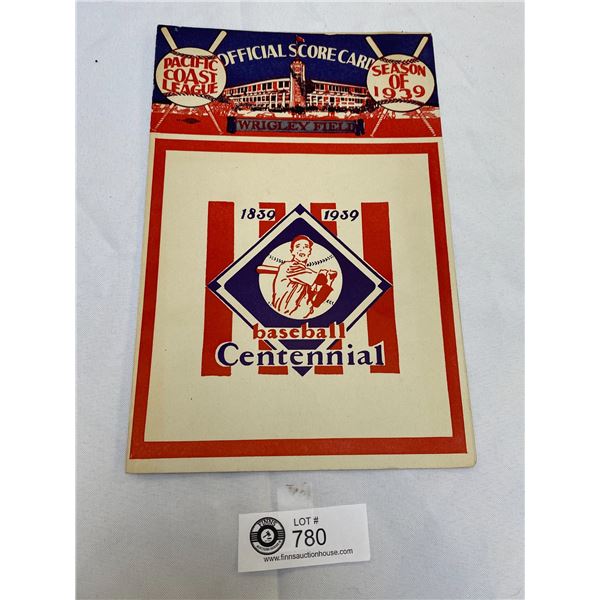 OFFICIAL SCORE CARD
PACIFIC
COAST
LEAGUE
SEASON
OF
1939
WRIGLEY FIELD
1839 1939
baseball
Centennial
FINNS
LOT #
780
www.finnsauctionhouse.com